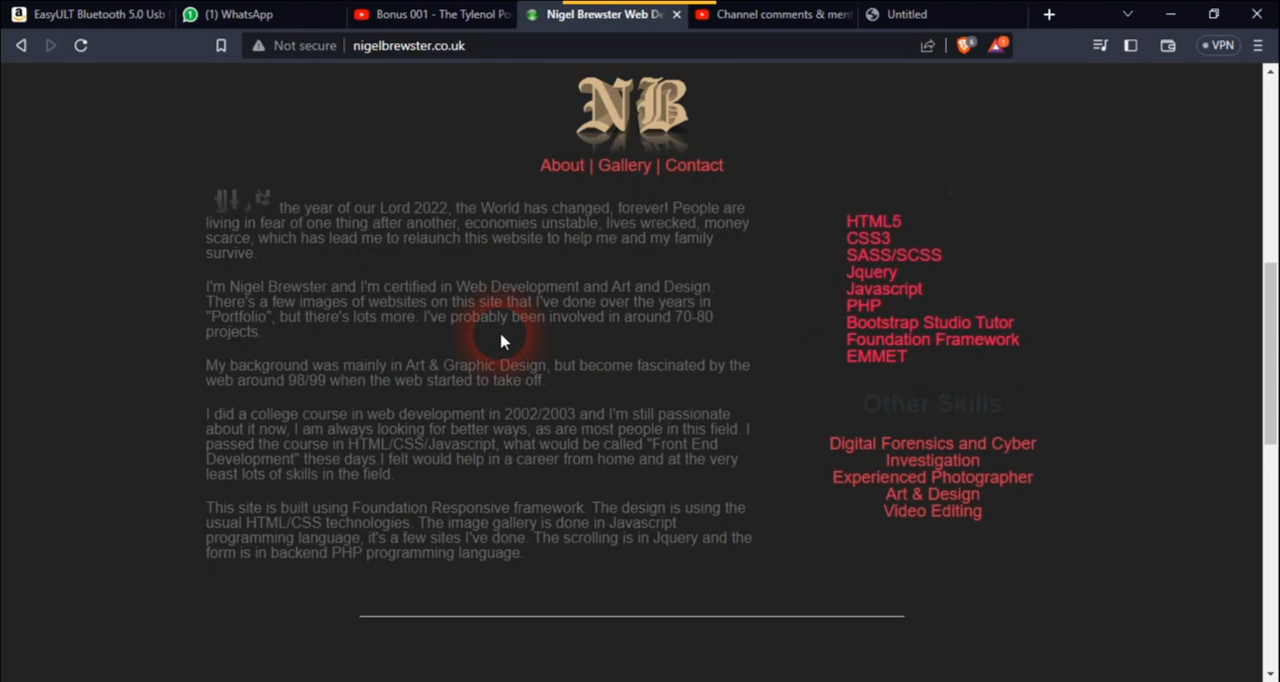 EasyULT Bluetooth 5.0 Usb
(1) WhatsApp
Bonus 001 - The Tylenol Po
Nigel Brewster Web De
Channel comments & ment
Untitled
Not secure
nigelbrewster.co.uk
VPN
NB
About | Gallery | Contact
the year of our Lord 2022, the World has changed, forever! People are
living in fear of one thing after another, economies unstable, lives wrecked, money
scarce, which has lead me to relaunch this website to help me and my family
survive.
I'm Nigel Brewster and I'm certified in Web Development and Art and Design.
There's a few images of websites on this site that I've done over the years in
"Portfolio", but there's lots more. I've probably been involved in around 70-80
projects.
My background was mainly in Art & Graphic Design, but become fascinated by the
web around 98/99 when the web started to take off.
I did a college course in web development in 2002/2003 and I'm still passionate
about it now, I am always looking for better ways, as are most people in this field. I
passed the course in HTML/CSS/Javascript, what would be called "Front End
Development" these days.I felt would help in a career from home and at the very
least lots of skills in the field.
This site is built using Foundation Responsive framework. The design is using the
usual HTML/CSS technologies. The image gallery is done in Javascript
programming language, it's a few sites I've done. The scrolling is in Jquery and the
form is in backend PHP programming language.
HTML5
CSS3
SASS/SCSS
Jquery
Javascript
PHP
Bootstrap Studio Tutor
Foundation Framework
EMMET
Other Skills
Digital Forensics and Cyber
Investigation
Experienced Photographer
Art & Design
Video Editing